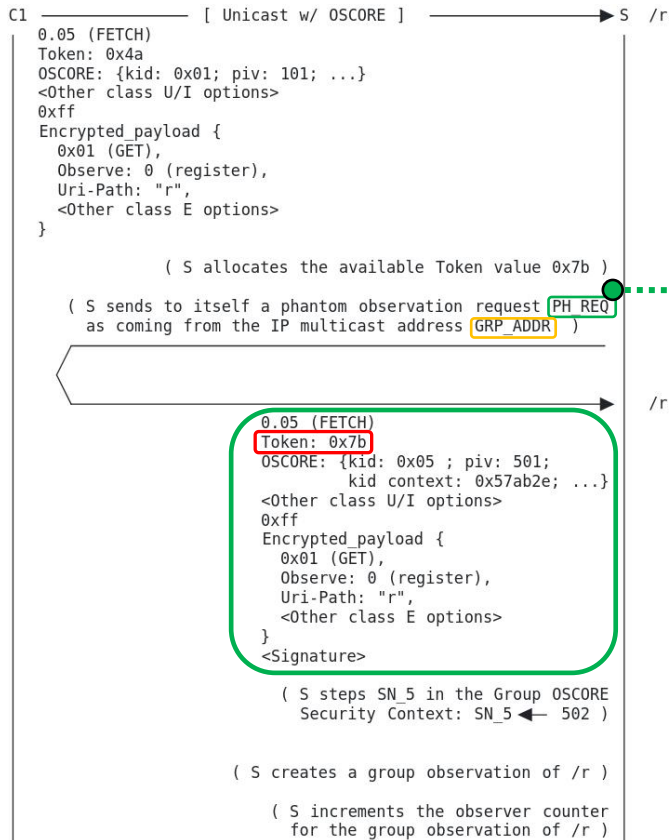 C1 [ Unicast w/ OSCORE ] S /r
0.05 (FETCH)
Token: 0x4a
OSCORE: {kid: 0x01; piv: 101; ...}
<Other class U/I options>
0xff
Encrypted_payload {
0x01 (GET),
Observe: 0 (register),
Uri-Path: "r",
<Other class E options>
}
( S allocates the available Token value 0x7b )
( S sends to itself a phantom observation request PH_REQ
as coming from the IP multicast address GRP_ADDR )
/r
0.05 (FETCH)
Token: 0x7b
OSCORE: {kid: 0x05 ; piv: 501;
kid context: 0x57ab2e; ...}
<Other class U/I options>
0xff
Encrypted_payload {
0x01 (GET),
Observe: 0 (register),
Uri-Path: "r",
<Other class E options>
}
<Signature>
( S steps SN_5 in the Group OSCORE
Security Context: SN_5 ◀— 502 )
( S creates a group observation of /r )
( S increments the observer counter
for the group observation of /r )